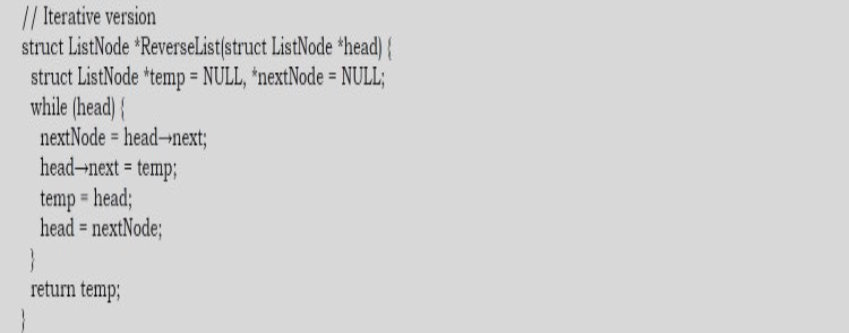 // Iterative version
struct ListNode *ReverseList(struct ListNode *head) {
struct ListNode *temp = NULL, *nextNode = NULL;
while (head) {
nextNode = head→next;
head→next = temp;
temp = head;
head = nextNode;
}
return temp;
}